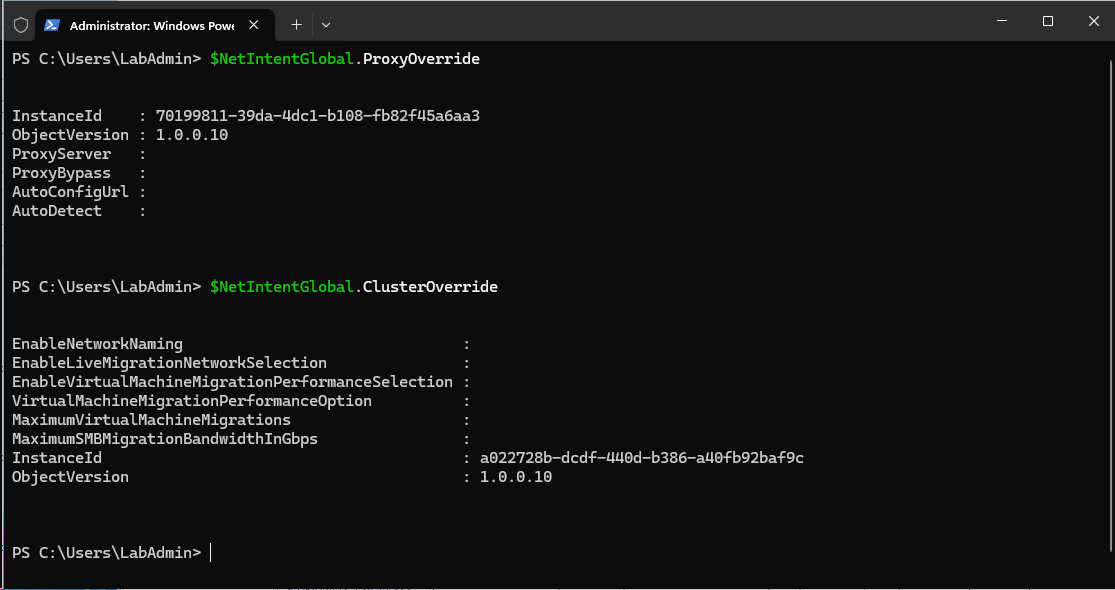 Administrator: Windows Powe
PS C:\Users\LabAdmin> $NetIntentGlobal.ProxyOverride
InstanceId    : 70199811-39da-4dc1-b108-fb82f45a6aa3
ObjectVersion : 1.0.0.10
ProxyServer   :
ProxyBypass   :
AutoConfigUrl :
AutoDetect    :
PS C:\Users\LabAdmin> $NetIntentGlobal.ClusterOverride
EnableNetworkNaming                              :
EnableLiveMigrationNetworkSelection              :
EnableVirtualMachineMigrationPerformanceSelection :
VirtualMachineMigrationPerformanceOption         :
MaximumVirtualMachineMigrations                  :
MaximumSMBMigrationBandwidthInGbps               :
InstanceId                                       : a022728b-dcdf-440d-b386-a40fb92baf9c
ObjectVersion                                    : 1.0.0.10
PS C:\Users\LabAdmin>